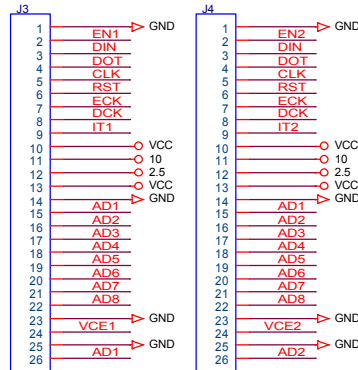 J3 J4
1 GND 1 GND
2 EN1 2 EN2
3 DIN 3 DIN
4 DOT 4 DOT
5 CLK 5 CLK
6 RST 6 RST
7 ECK 7 ECK
8 DCK 8 DCK
9 IT1 9 IT2
10 VCC 10 VCC
11 10 11 10
12 2.5 12 2.5
13 VCC 13 VCC
14 GND 14 GND
15 AD1 15 AD1
16 AD2 16 AD2
17 AD3 17 AD3
18 AD4 18 AD4
19 AD5 19 AD5
20 AD6 20 AD6
21 AD7 21 AD7
22 AD8 22 AD8
23 GND 23 GND
24 VCE1 24 VCE2
25 GND 25 GND
26 AD1 26 AD2